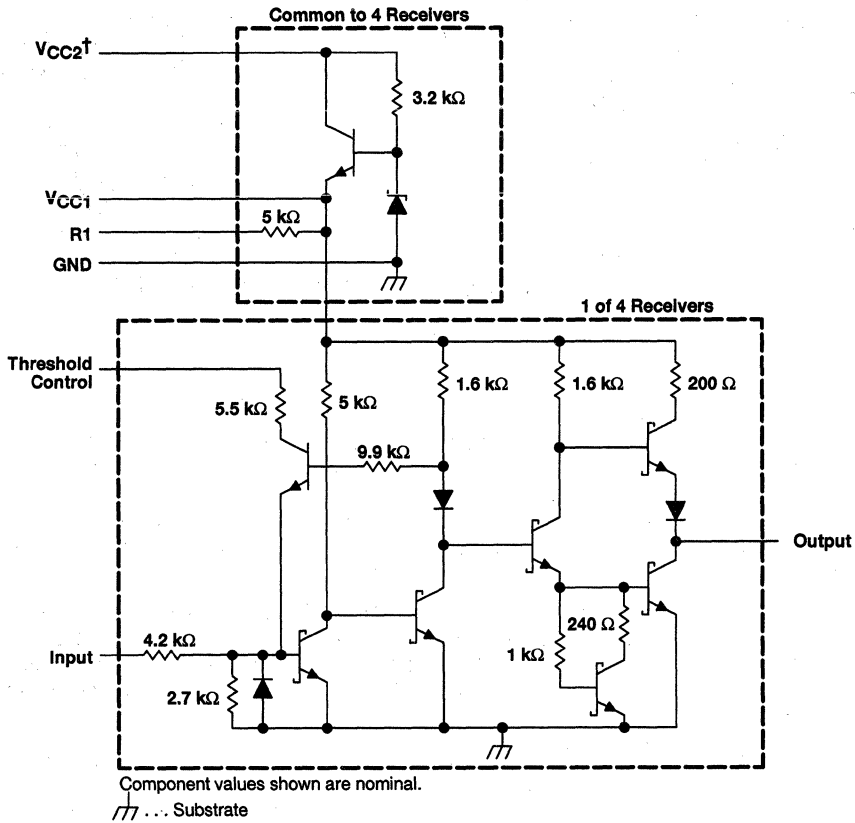 Common to 4 Receivers
VCC2†
3.2 kΩ
VCC1
5 kΩ
R1
GND
1 of 4 Receivers
Threshold
Control
5.5 kΩ
5 kΩ
1.6 kΩ
1.6 kΩ
200 Ω
9.9 kΩ
Output
4.2 kΩ
Input
2.7 kΩ
1 kΩ
240 Ω
Component values shown are nominal.
... Substrate